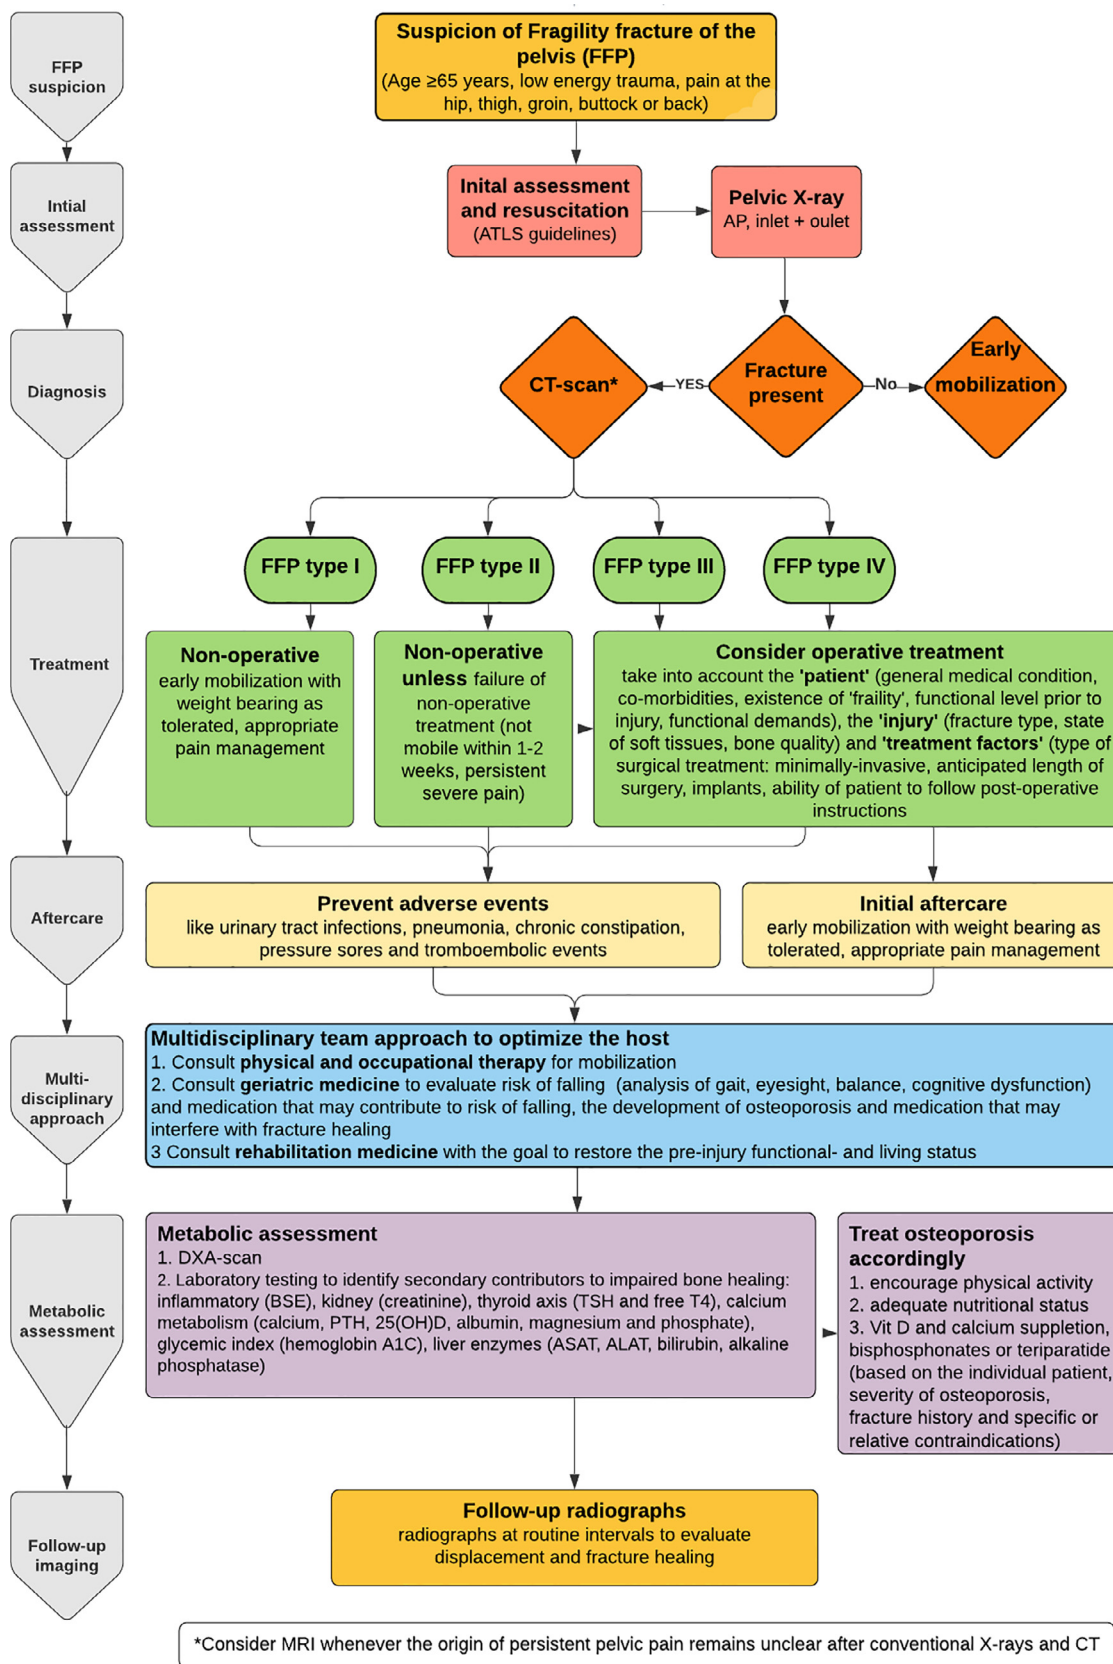 FFP
suspicion
Suspicion of Fragility fracture of the
pelvis (FFP)
(Age ≥65 years, low energy trauma, pain at the
hip, thigh, groin, buttock or back)
Intial
assessment
Inital assessment
and resuscitation
(ATLS guidelines)
Pelvic X-ray
AP, inlet + oulet
Diagnosis
CT-scan*
YES
Fracture
present
No
Early
mobilization
Treatment
FFP type I
FFP type II
FFP type III
FFP type IV
Non-operative
early mobilization with
weight bearing as
tolerated, appropriate
pain management
Non-operative
unless failure of
non-operative
treatment (not
mobile within 1-2
weeks, persistent
severe pain)
Consider operative treatment
take into account the 'patient' (general medical condition,
co-morbidities, existence of 'fraility', functional level prior to
injury, functional demands), the 'injury' (fracture type, state
of soft tissues, bone quality) and 'treatment factors' (type of
surgical treatment: minimally-invasive, anticipated length of
surgery, implants, ability of patient to follow post-operative
instructions
Aftercare
Prevent adverse events
like urinary tract infections, pneumonia, chronic constipation,
pressure sores and tromboembolic events
Initial aftercare
early mobilization with weight bearing as
tolerated, appropriate pain management
Multi-
disciplinary
approach
Multidisciplinary team approach to optimize the host
1. Consult physical and occupational therapy for mobilization
2. Consult geriatric medicine to evaluate risk of falling (analysis of gait, eyesight, balance, cognitive dysfunction)
and medication that may contribute to risk of falling, the development of osteoporosis and medication that may
interfere with fracture healing
3 Consult rehabilitation medicine with the goal to restore the pre-injury functional- and living status
Metabolic
assessment
Metabolic assessment
1. DXA-scan
2. Laboratory testing to identify secondary contributors to impaired bone healing:
inflammatory (BSE), kidney (creatinine), thyroid axis (TSH and free T4), calcium
metabolism (calcium, PTH, 25(OH)D, albumin, magnesium and phosphate),
glycemic index (hemoglobin A1C), liver enzymes (ASAT, ALAT, bilirubin, alkaline
phosphatase)
Treat osteoporosis
accordingly
1. encourage physical activity
2. adequate nutritional status
3. Vit D and calcium suppletion,
bisphosphonates or teriparatide
(based on the individual patient,
severity of osteoporosis,
fracture history and specific or
relative contraindications)
Follow-up
imaging
Follow-up radiographs
radiographs at routine intervals to evaluate
displacement and fracture healing
*Consider MRI whenever the origin of persistent pelvic pain remains unclear after conventional X-rays and CT